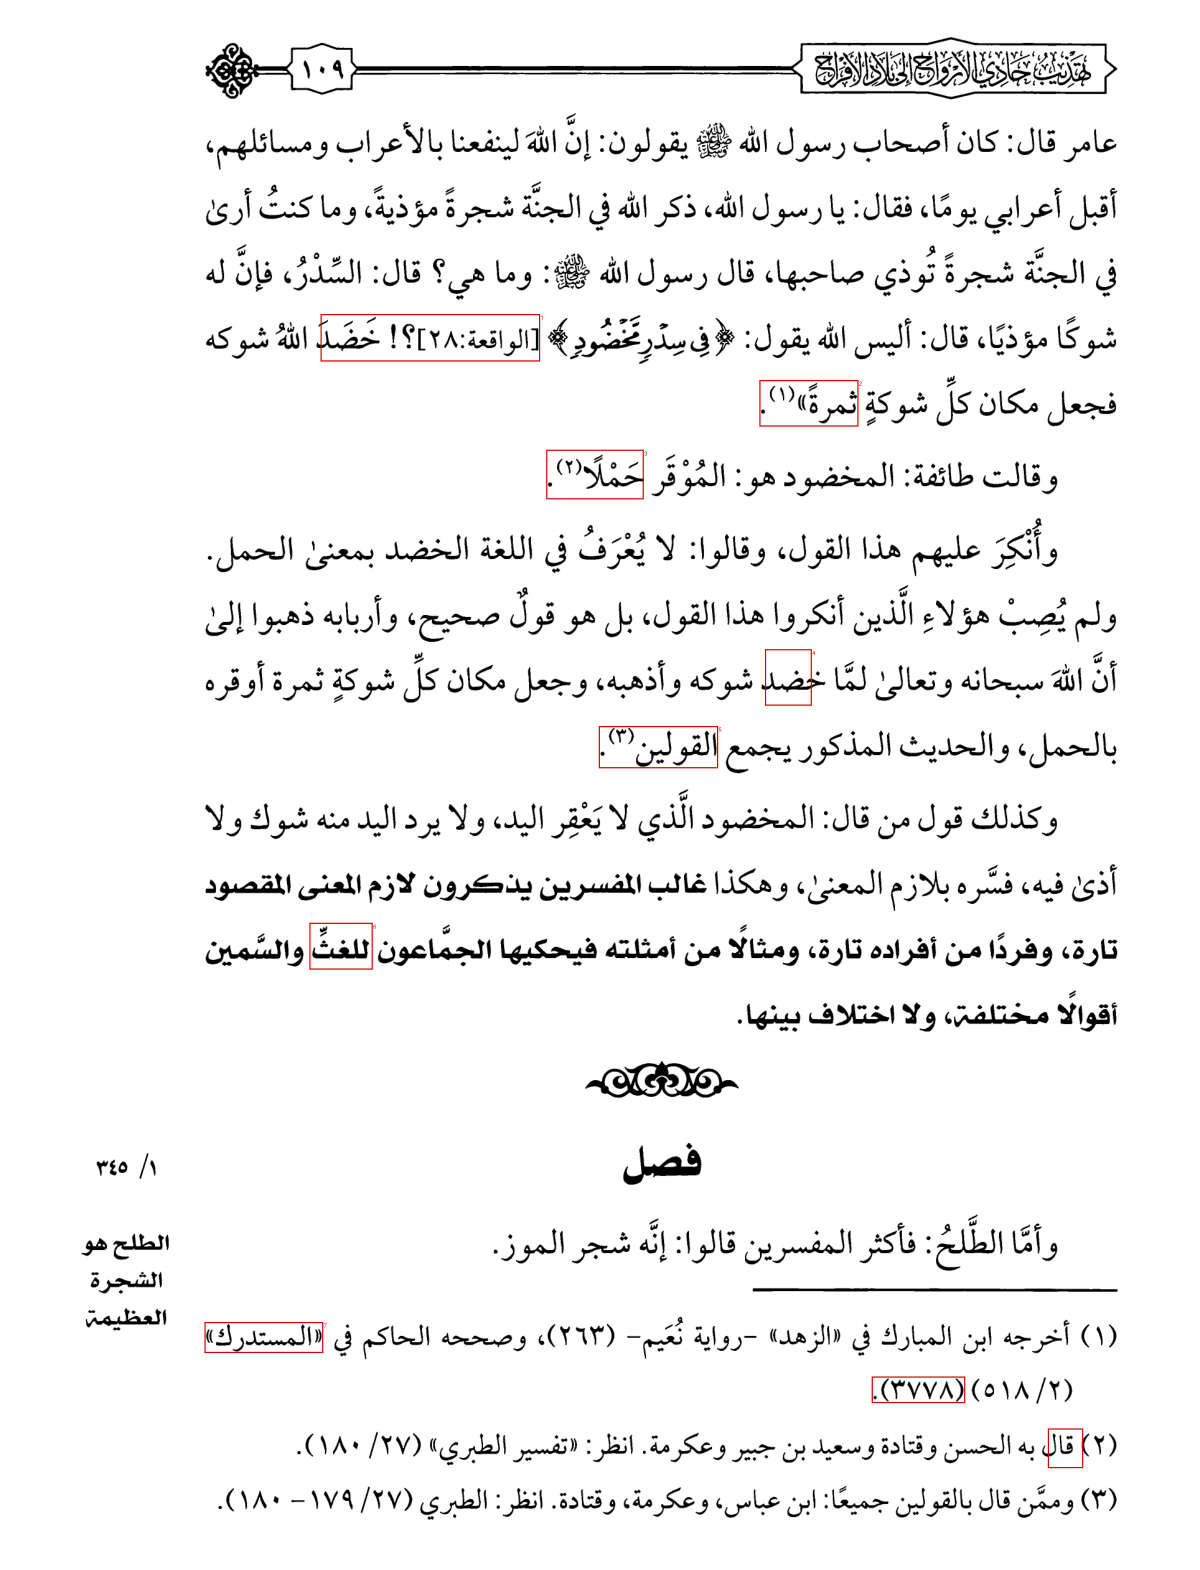 تهذيب حادي الأرواح إلى بلاد الأفراح
١٠٩
عامر قال: كان أصحاب رسول الله ﷺ يقولون: إنَّ اللهَ لينفعنا بالأعراب ومسائلهم،
أقبل أعرابي يومًا، فقال: يا رسول الله، ذكر الله في الجنَّة شجرةً مؤذيةً، وما كنتُ أرىٰ
في الجنَّة شجرةً تُوذي صاحبها، قال رسول الله ﷺ: وما هي؟ قال: السِّدْرُ، فإنَّ له
شوكًا مؤذيًا، قال: أليس الله يقول: ﴿فِي سِدۡرٖ مَّخۡضُودٖ﴾ [الواقعة:٢٨]؟! خَضَدَ اللهُ شوكه
فجعل مكان كلِّ شوكةٍ ثمرةً»(١).
وقالت طائفة: المخضود هو: المُوْقَر حَمْلًا(٢).
وأُنْكِرَ عليهم هذا القول، وقالوا: لا يُعْرَفُ في اللغة الخضد بمعنىٰ الحمل.
ولم يُصِبْ هؤلاءِ الَّذين أنكروا هذا القول، بل هو قولٌ صحيح، وأربابه ذهبوا إلىٰ
أنَّ اللهَ سبحانه وتعالىٰ لمَّا خضد شوكه وأذهبه، وجعل مكان كلِّ شوكةٍ ثمرة أوقره
بالحمل، والحديث المذكور يجمع القولين(٣).
وكذلك قول من قال: المخضود الَّذي لا يَعْقِر اليد، ولا يرد اليد منه شوك ولا
أذىٰ فيه، فسَّره بلازم المعنىٰ، وهكذا غالب المفسرين يذكرون لازم المعنى المقصود
تارة، وفردًا من أفراده تارة، ومثالًا من أمثلته فيحكيها الجمَّاعون للغثِّ والسَّمين
أقوالًا مختلفة، ولا اختلاف بينها.
فصل
١/ ٣٤٥
وأمَّا الطَّلحُ: فأكثر المفسرين قالوا: إنَّه شجر الموز.
الطلح هو
الشجرة
العظيمة
(١) أخرجه ابن المبارك في «الزهد» -رواية نُعَيم- (٢٦٣)، وصححه الحاكم في «المستدرك»
(٢/ ٥١٨) (٣٧٧٨).
(٢) قال به الحسن وقتادة وسعيد بن جبير وعكرمة. انظر: «تفسير الطبري» (٢٧/ ١٨٠).
(٣) وممَّن قال بالقولين جميعًا: ابن عباس، وعكرمة، وقتادة. انظر: الطبري (٢٧/ ١٧٩ – ١٨٠).